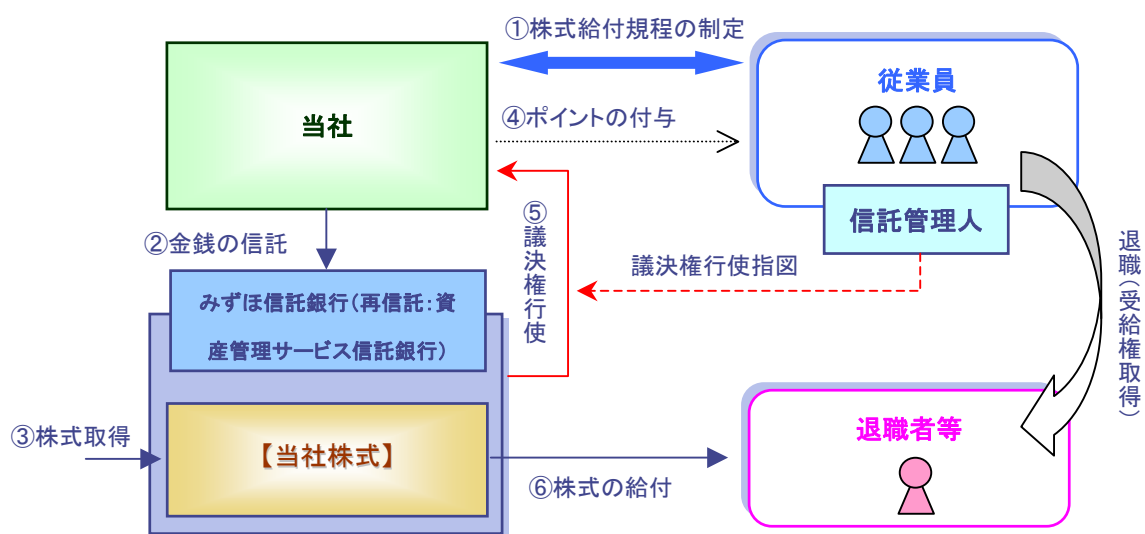 ①株式給付規程の制定
当社
従業員
④ポイントの付与
信託管理人
②金銭の信託
⑤議決権行使
議決権行使指図
退職(受給権取得)
みずほ信託銀行(再信託:資
産管理サービス信託銀行)
③株式取得
【当社株式】
退職者等
⑥株式の給付